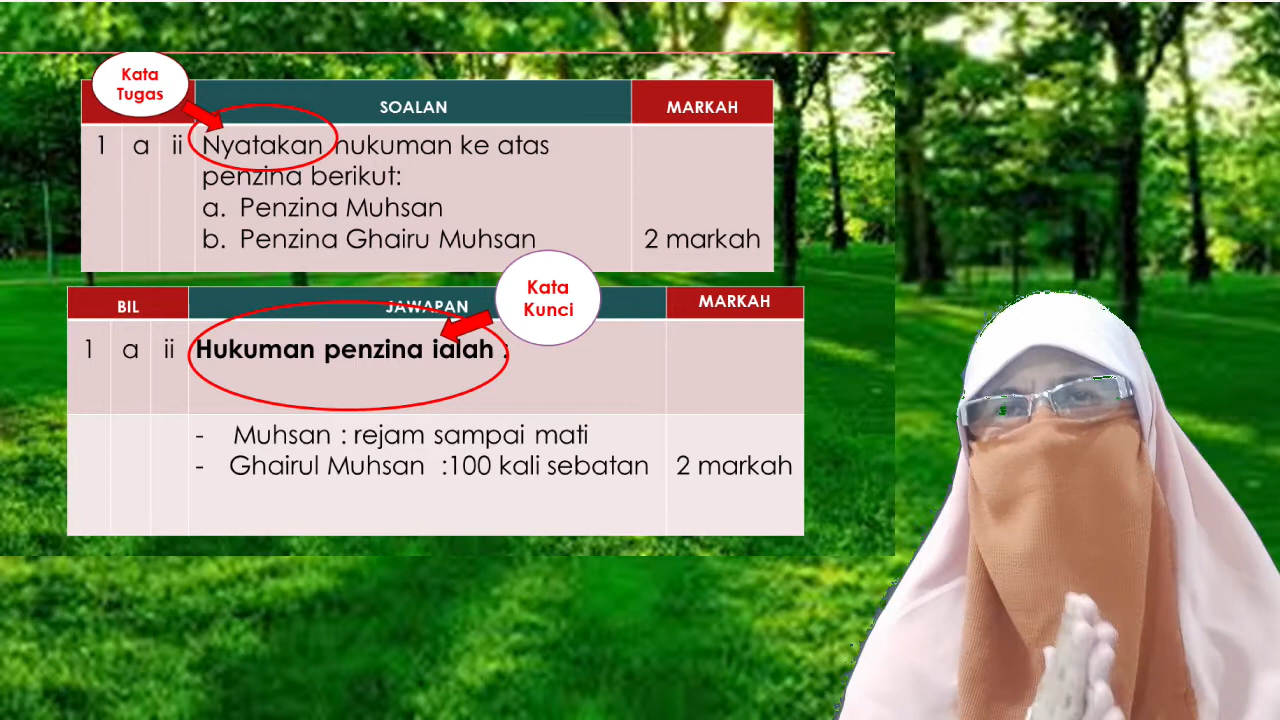 Kata
Tugas
SOALAN
MARKAH
1 a ii Nyatakan hukuman ke atas
penzina berikut:
a. Penzina Muhsan
b. Penzina Ghairu Muhsan 2 markah
Kata
Kunci
BIL JAWAPAN MARKAH
1 a ii Hukuman penzina ialah :
- Muhsan : rejam sampai mati
- Ghairul Muhsan :100 kali sebatan 2 markah